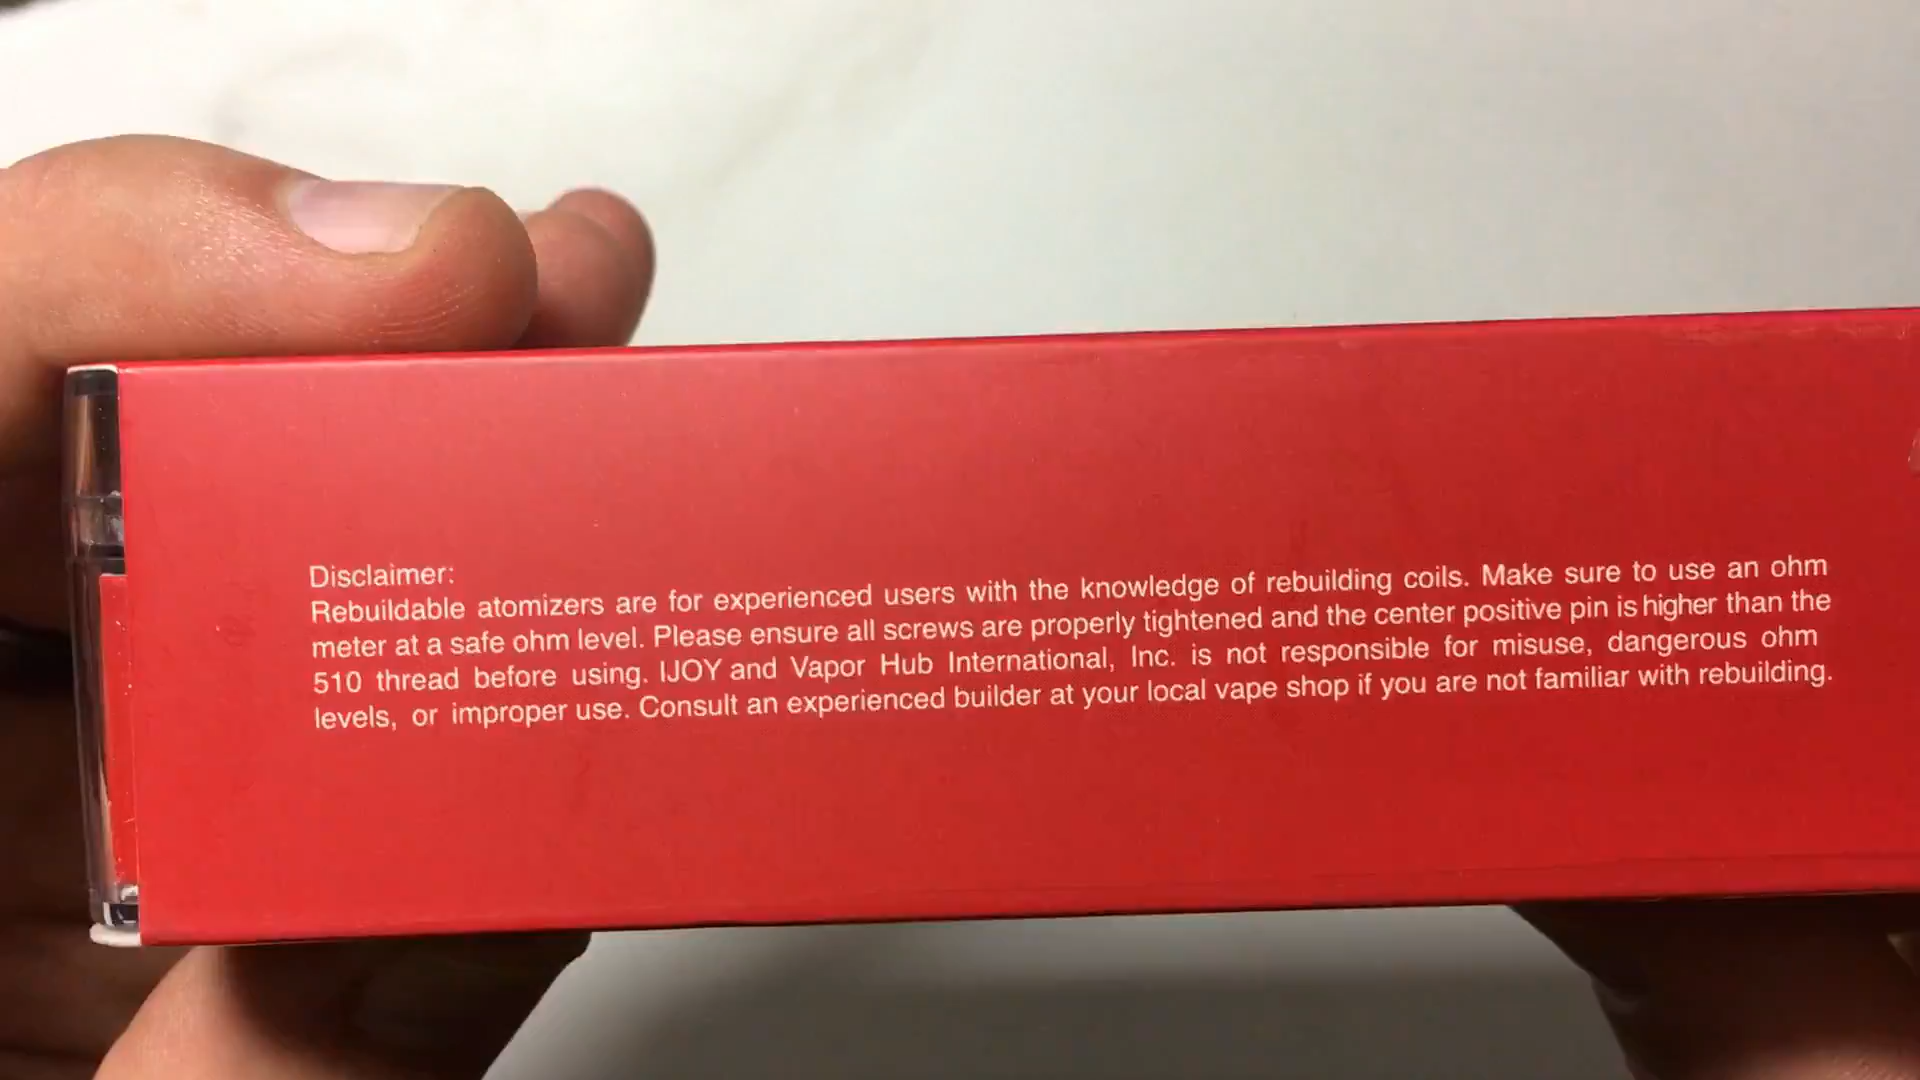 Disclaimer:
Rebuildable atomizers are for experienced users with the knowledge of rebuilding coils. Make sure to use an ohm
meter at a safe ohm level. Please ensure all screws are properly tightened and the center positive pin is higher than the
510 thread before using. IJOY and Vapor Hub International, Inc. is not responsible for misuse, dangerous ohm
levels, or improper use. Consult an experienced builder at your local vape shop if you are not familiar with rebuilding.